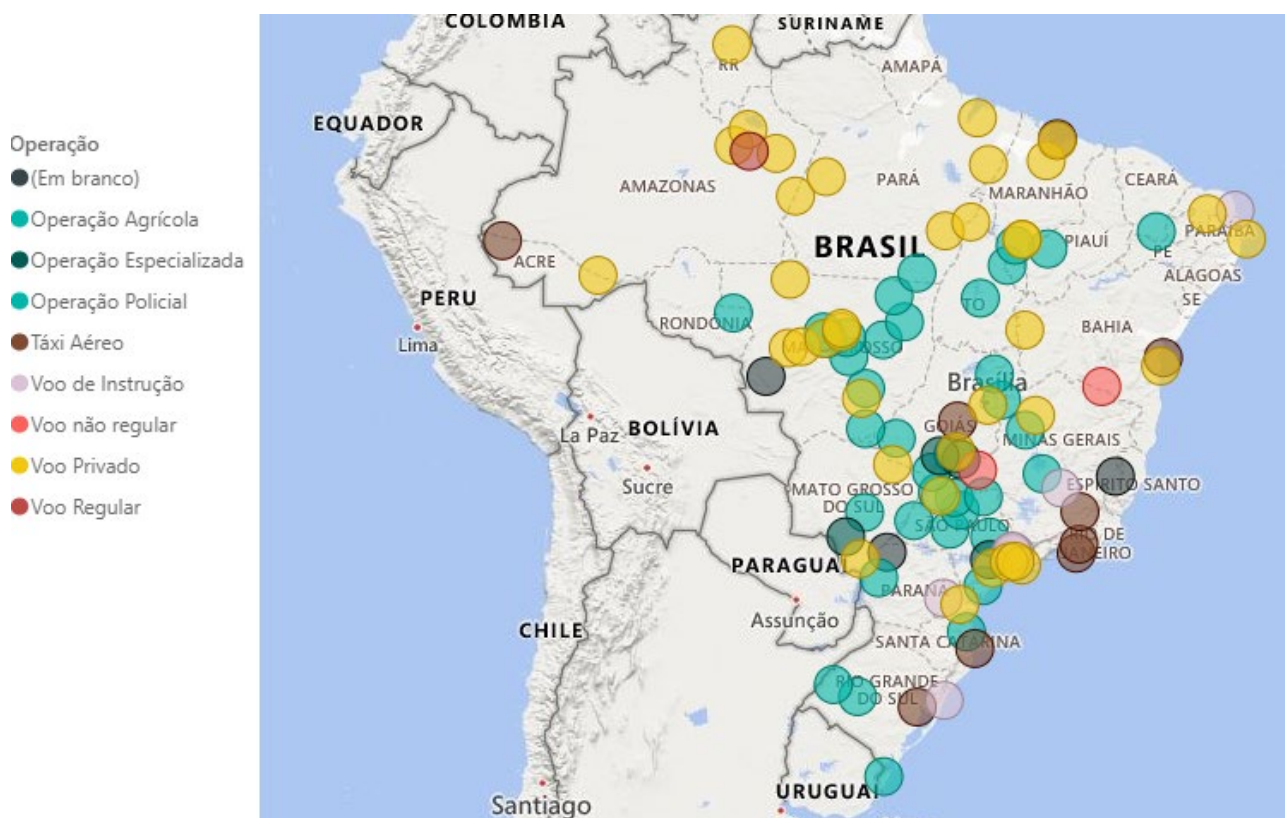 Operação
(Em branco)
Operação Agrícola
Operação Especializada
Operação Policial
Táxi Aéreo
Voo de Instrução
Voo não regular
Voo Privado
Voo Regular
COLOMBIA
SURINAME
RR
AMAPÁ
EQUADOR
AMAZONAS
PARÁ
MARANHÃO
CEARÁ
PARAÍBA
BRASIL
PIAUÍ
PE
ACRE
ALAGOAS
SE
PERU
TO
RONDÔNIA
BAHIA
Lima
Brasília
La Paz
BOLÍVIA
GOIÁS
MINAS GERAIS
Sucre
ESPÍRITO SANTO
MATO GROSSO
DO SUL
SÃO PAULO
RIO DE
JANEIRO
PARAGUAI
PARANÁ
Assunção
CHILE
SANTA CATARINA
RIO GRANDE
DO SUL
URUGUAI
Santiago